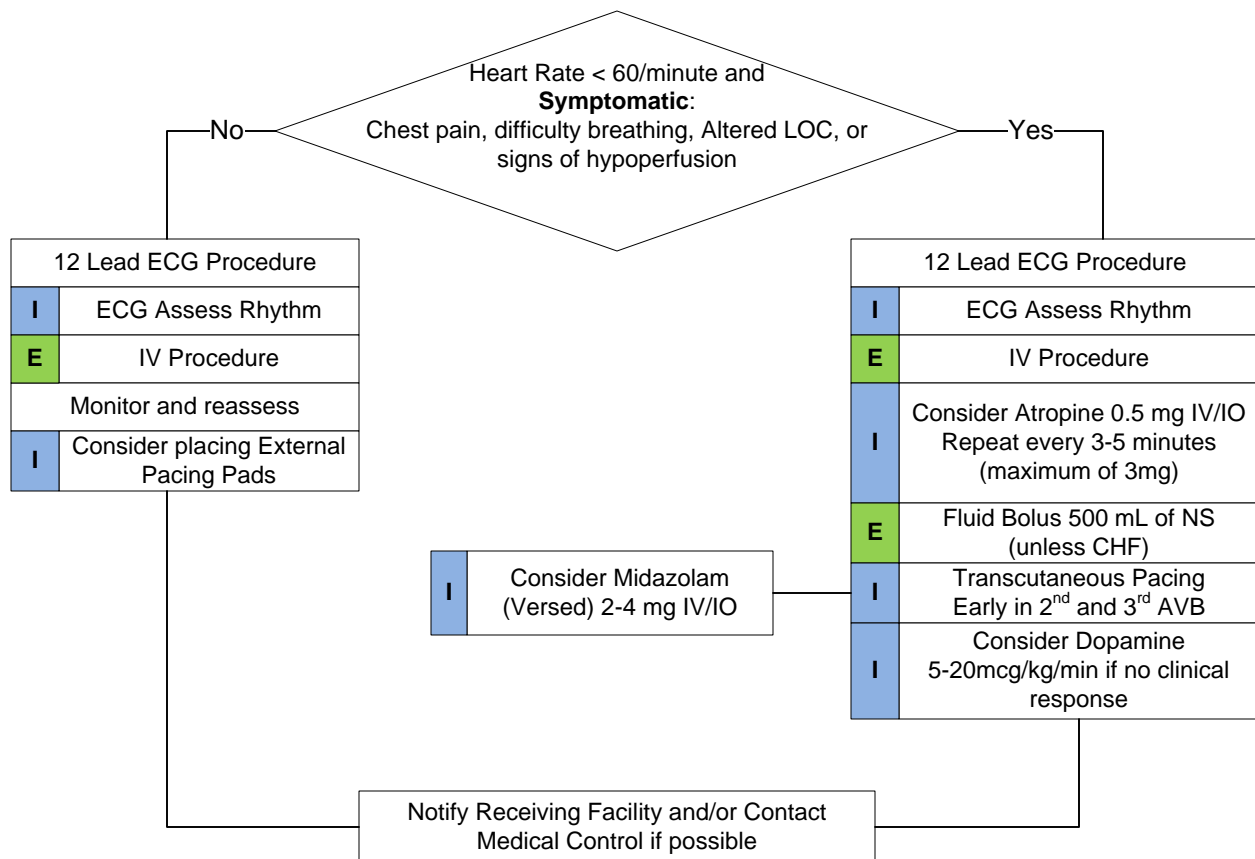 Heart Rate < 60/minute and
Symptomatic:
Chest pain, difficulty breathing, Altered LOC, or
signs of hypoperfusion
No
Yes
12 Lead ECG Procedure
I ECG Assess Rhythm
E IV Procedure
Monitor and reassess
I Consider placing External
Pacing Pads
12 Lead ECG Procedure
I ECG Assess Rhythm
E IV Procedure
Consider Atropine 0.5 mg IV/IO
I Repeat every 3-5 minutes
(maximum of 3mg)
E Fluid Bolus 500 mL of NS
(unless CHF)
I Transcutaneous Pacing
Early in 2nd and 3rd AVB
I Consider Midazolam
(Versed) 2-4 mg IV/IO
Consider Dopamine
I 5-20mcg/kg/min if no clinical
response
Notify Receiving Facility and/or Contact
Medical Control if possible